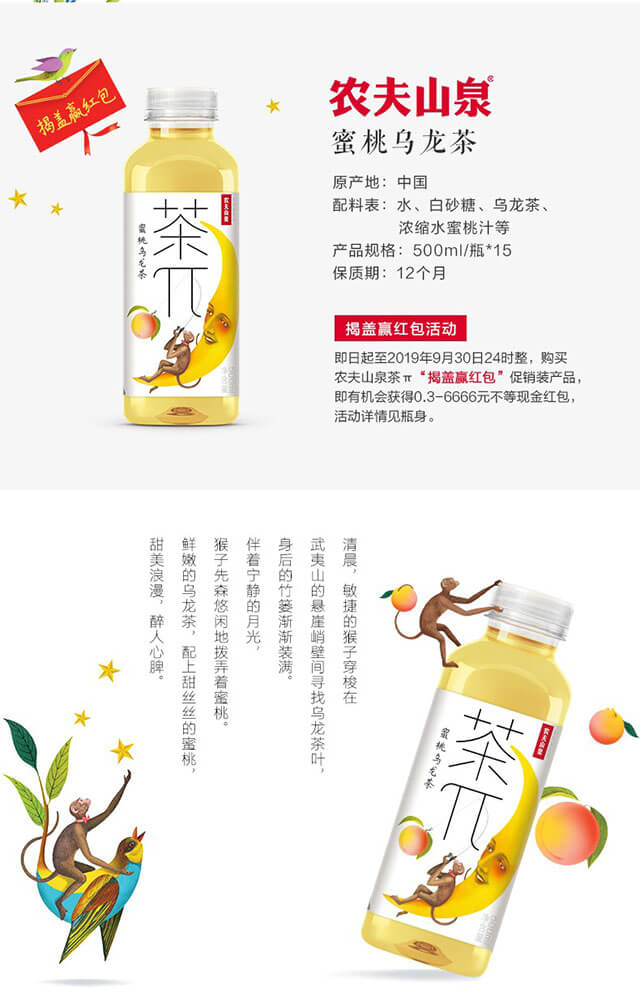 揭盖赢红包
农夫山泉®
蜜桃乌龙茶
原产地：中国
配料表：水、白砂糖、乌龙茶、
浓缩水蜜桃汁等
产品规格：500ml/瓶*15
保质期：12个月
揭盖赢红包活动
即日起至2019年9月30日24时整，购买
农夫山泉茶π“揭盖赢红包”促销装产品，
即有机会获得0.3-6666元不等现金红包，
活动详情见瓶身。
农夫山泉
茶π
蜜桃乌龙茶
清晨，敏捷的猴子穿梭在
武夷山的悬崖峭壁间寻找乌龙茶叶，
身后的竹篓渐渐装满。
伴着宁静的月光，
猴子先森悠闲地拨弄着蜜桃。
鲜嫩的乌龙茶，配上甜丝丝的蜜桃，
甜美浪漫，醉人心脾。
农夫山泉
茶π
蜜桃乌龙茶